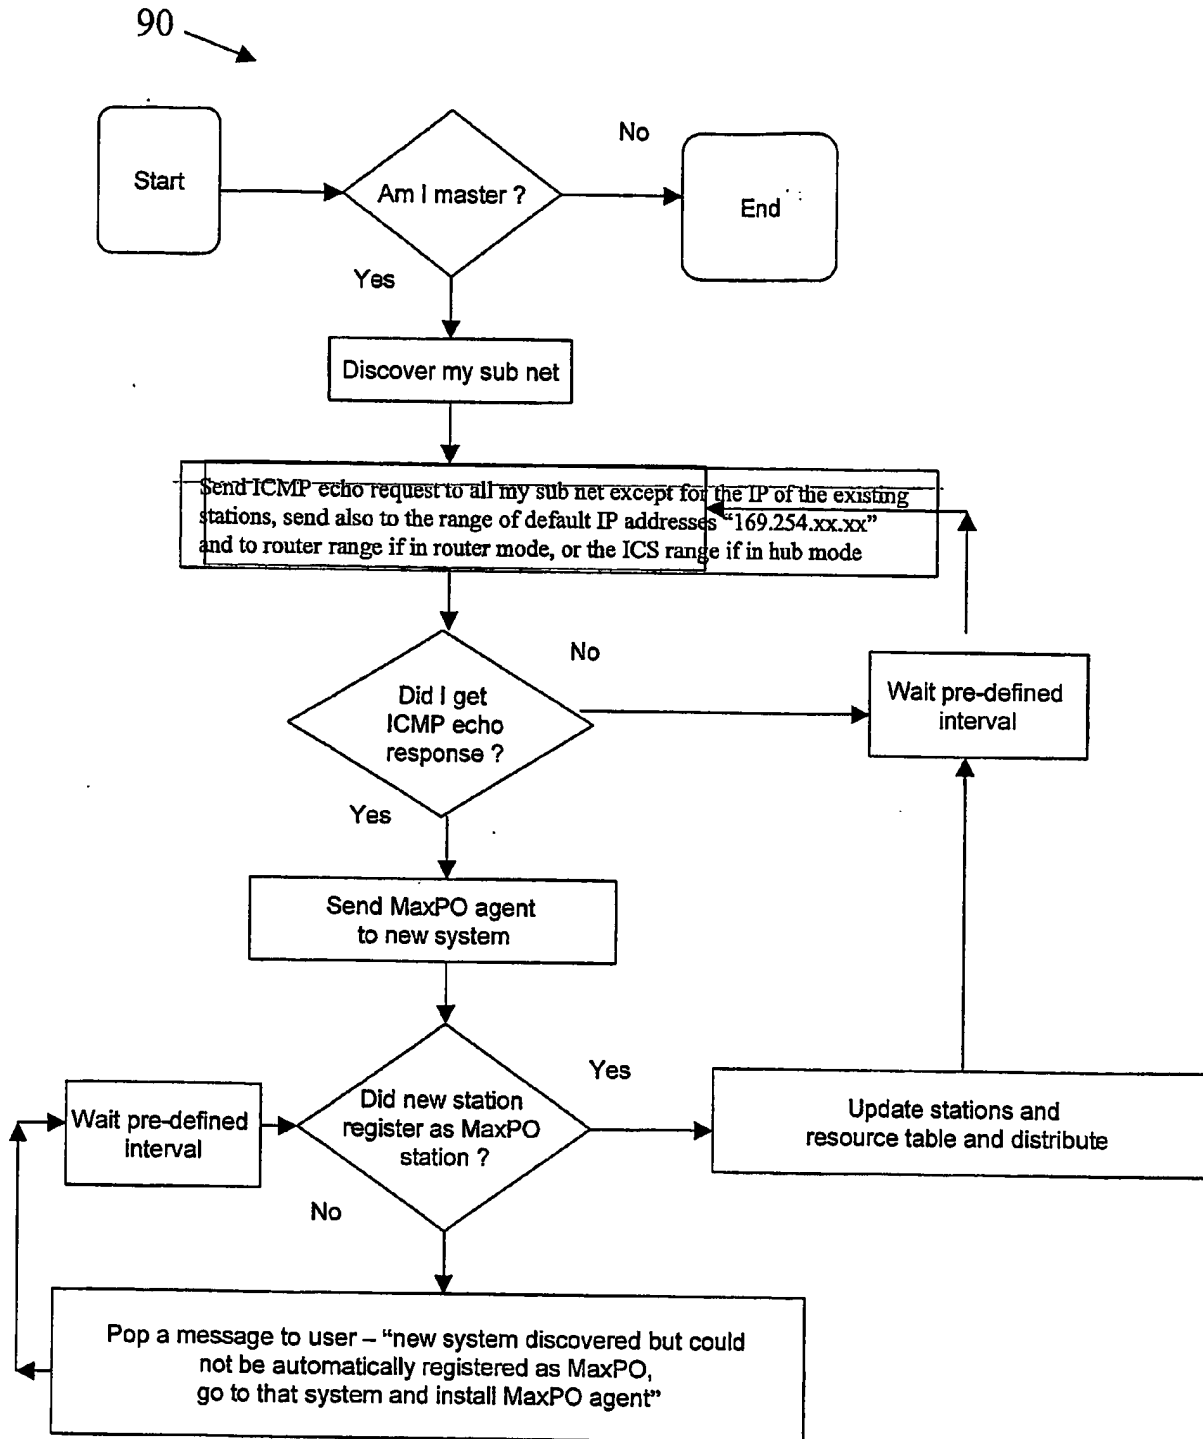 90
Start
Am I master ?
No
End
Yes
Discover my sub net
Send ICMP echo request to all my sub net except for the IP of the existing
stations, send also to the range of default IP addresses “169.254.xx.xx”
and to router range if in router mode, or the ICS range if in hub mode
Did I get
ICMP echo
response ?
No
Wait pre-defined
interval
Yes
Send MaxPO agent
to new system
Did new station
register as MaxPO
station ?
Yes
Update stations and
resource table and distribute
Wait pre-defined
interval
No
Pop a message to user – “new system discovered but could
not be automatically registered as MaxPO,
go to that system and install MaxPO agent”